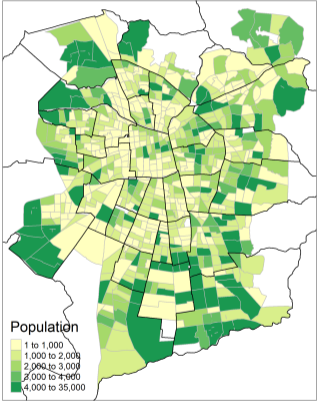 Population
1 to 1,000
1,000 to 2,000
2,000 to 3,000
3,000 to 4,000
4,000 to 35,000